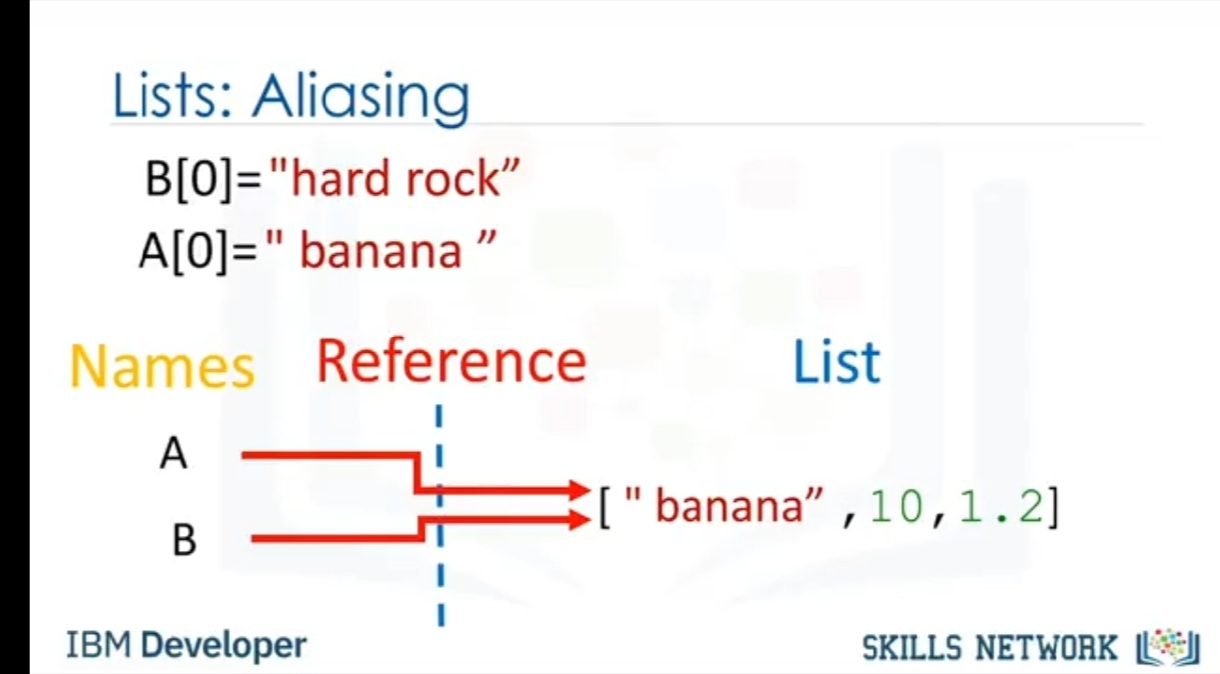 Lists: Aliasing
B[0]="hard rock”
A[0]=" banana ”
Names Reference List
A
[ " banana” ,10,1.2]
B
IBM Developer SKILLS NETWORK